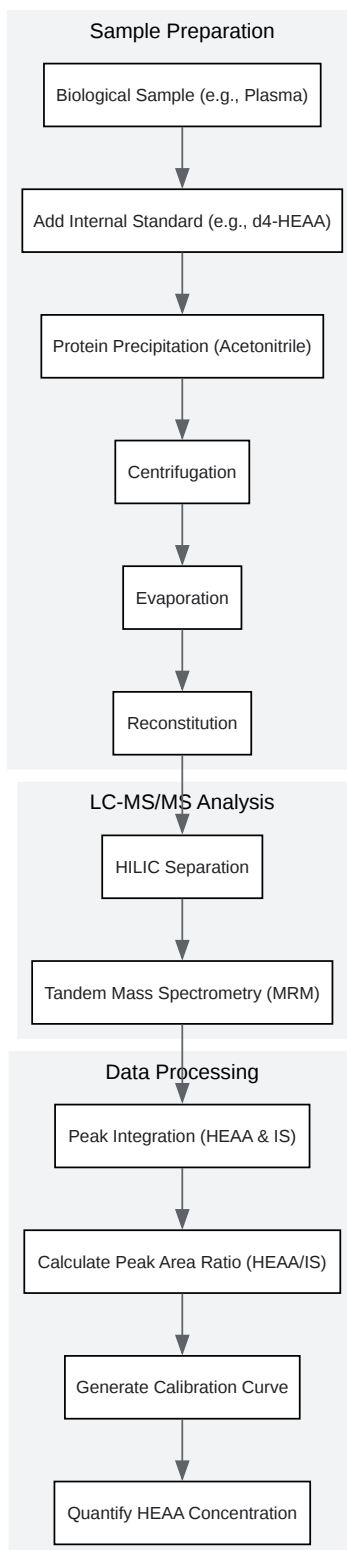 Sample Preparation
Biological Sample (e.g., Plasma)
Add Internal Standard (e.g., d4-HEAA)
Protein Precipitation (Acetonitrile)
Centrifugation
Evaporation
Reconstitution
LC-MS/MS Analysis
HILIC Separation
Tandem Mass Spectrometry (MRM)
Data Processing
Peak Integration (HEAA & IS)
Calculate Peak Area Ratio (HEAA/IS)
Generate Calibration Curve
Quantify HEAA Concentration